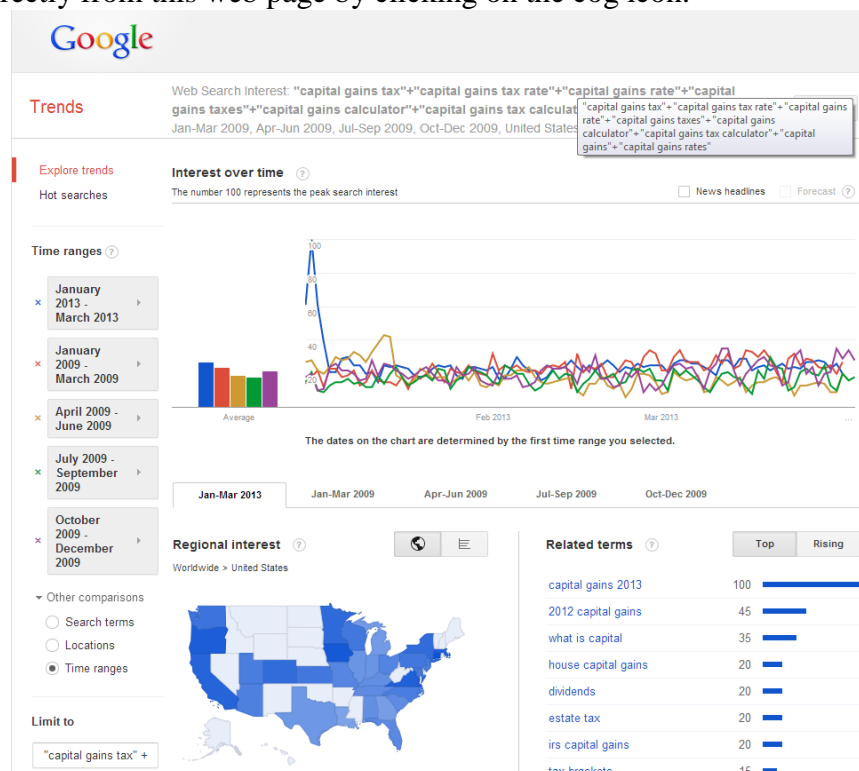 rectly from this web page by clicking on the cog icon.
Google
Trends
Web Search Interest: "capital gains tax"+"capital gains tax rate"+"capital gains rate"+"capital
gains taxes"+"capital gains calculator"+"capital gains tax calculat
Jan-Mar 2009, Apr-Jun 2009, Jul-Sep 2009, Oct-Dec 2009, United States
"capital gains tax"+"capital gains tax rate"+"capital gains
rate"+"capital gains taxes"+"capital gains
calculator"+"capital gains tax calculator"+"capital
gains"+"capital gains rates"
Explore trends
Hot searches
Interest over time ?
The number 100 represents the peak search interest
News headlines
Forecast ?
Time ranges ?
January
2013 -
March 2013
January
2009 -
March 2009
April 2009 -
June 2009
July 2009 -
September
2009
October
2009 -
December
2009
100
80
60
40
20
Average
Feb 2013
Mar 2013
...
The dates on the chart are determined by the first time range you selected.
Jan-Mar 2013
Jan-Mar 2009
Apr-Jun 2009
Jul-Sep 2009
Oct-Dec 2009
Other comparisons
Search terms
Locations
Time ranges
Limit to
"capital gains tax" +
Regional interest ?
Worldwide > United States
Related terms ?
Top
Rising
capital gains 2013 100
2012 capital gains 45
what is capital 35
house capital gains 20
dividends 20
estate tax 20
irs capital gains 20
tax brackets 15